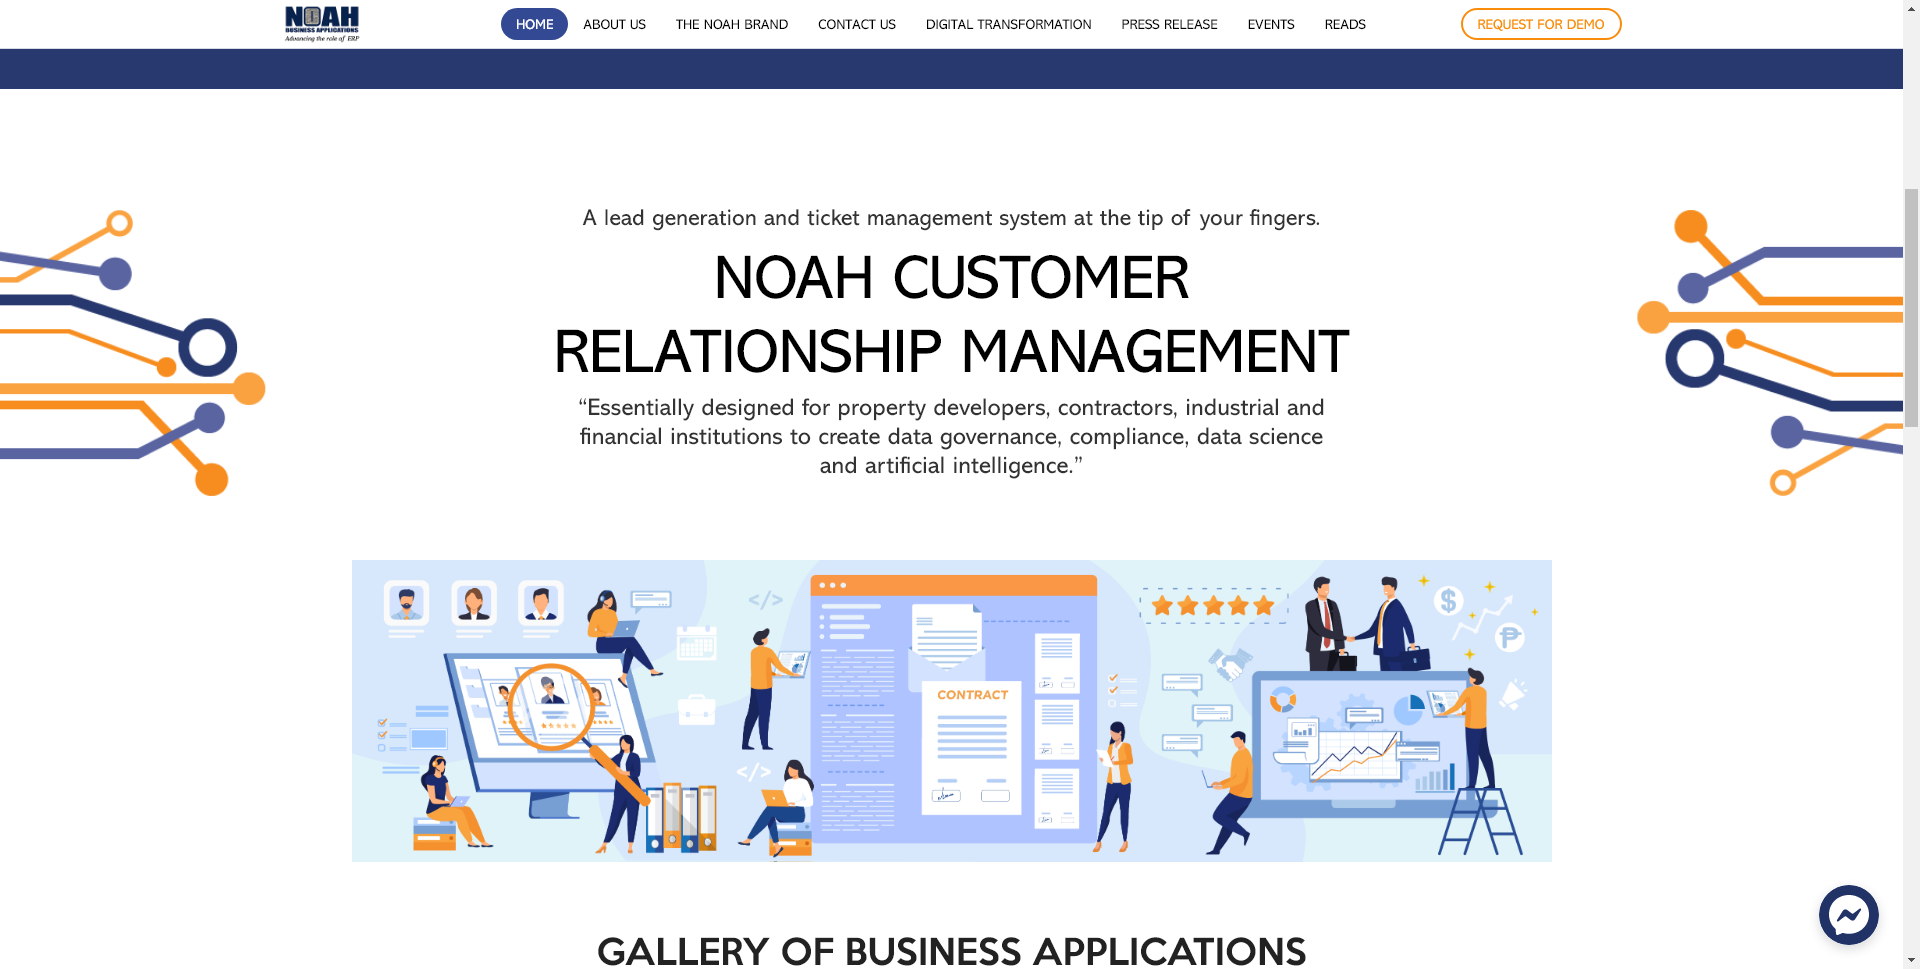 NOAH
BUSINESS APPLICATIONS
Advancing the role of ERP
HOME
ABOUT US
THE NOAH BRAND
CONTACT US
DIGITAL TRANSFORMATION
PRESS RELEASE
EVENTS
READS
REQUEST FOR DEMO
A lead generation and ticket management system at the tip of your fingers.
NOAH CUSTOMER
RELATIONSHIP MANAGEMENT
“Essentially designed for property developers, contractors, industrial and
financial institutions to create data governance, compliance, data science
and artificial intelligence.”
</>
CONTRACT
</>
$
₱
GALLERY OF BUSINESS APPLICATIONS